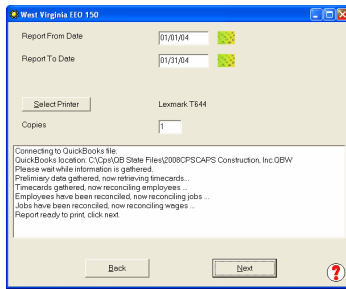 West Virginia EEO 150
Report From Date 01/01/04
Report To Date 01/31/04
Select Printer Lexmark T644
Copies 1
Connecting to QuickBooks file.
QuickBooks location: C:\Cps\QB State Files\2008CPSCAPS Construction, Inc.QBW
Please wait while information is gathered.
Prelimiary data gathered, now retrieving timecards...
Timecards gathered, now reconciling employees ...
Employees have been reconciled, now reconciling jobs ...
Jobs have been reconciled, now reconciling wages ...
Report ready to print, click next.
Back Next
?